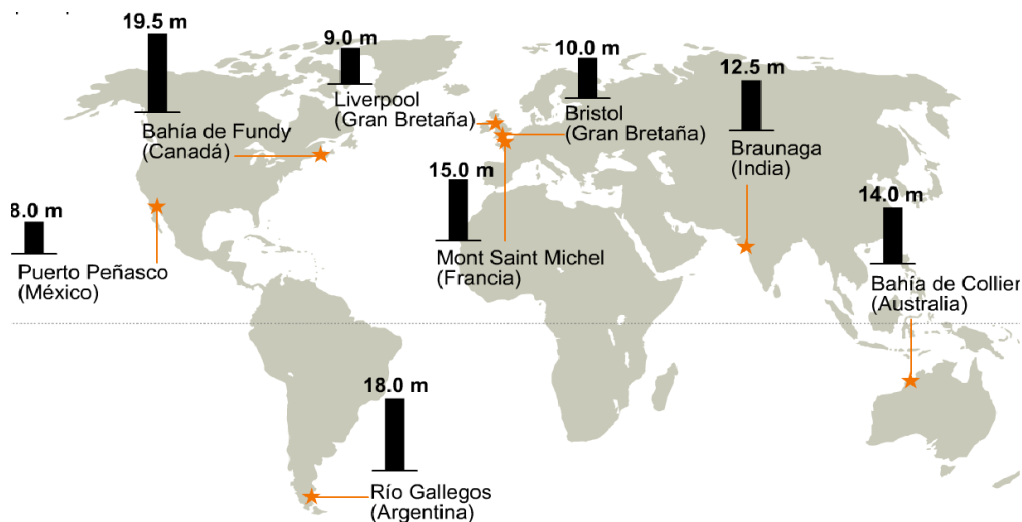 19.5 m
Bahía de Fundy
(Canadá)
9.0 m
Liverpool
(Gran Bretaña)
10.0 m
Bristol
(Gran Bretaña)
12.5 m
Braunaga
(India)
8.0 m
Puerto Peñasco
(México)
15.0 m
Mont Saint Michel
(Francia)
14.0 m
Bahía de Collier
(Australia)
18.0 m
Río Gallegos
(Argentina)